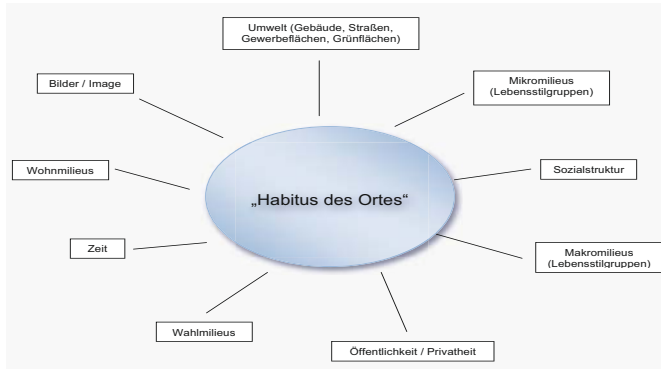 Umwelt (Gebäude, Straßen,
Gewerbeflächen, Grünflächen)
Bilder / Image
Mikromilieus
(Lebensstilgruppen)
Wohnmilieus
„Habitus des Ortes“
Sozialstruktur
Zeit
Makromilieus
(Lebensstilgruppen)
Wahlmilieus
Öffentlichkeit / Privatheit